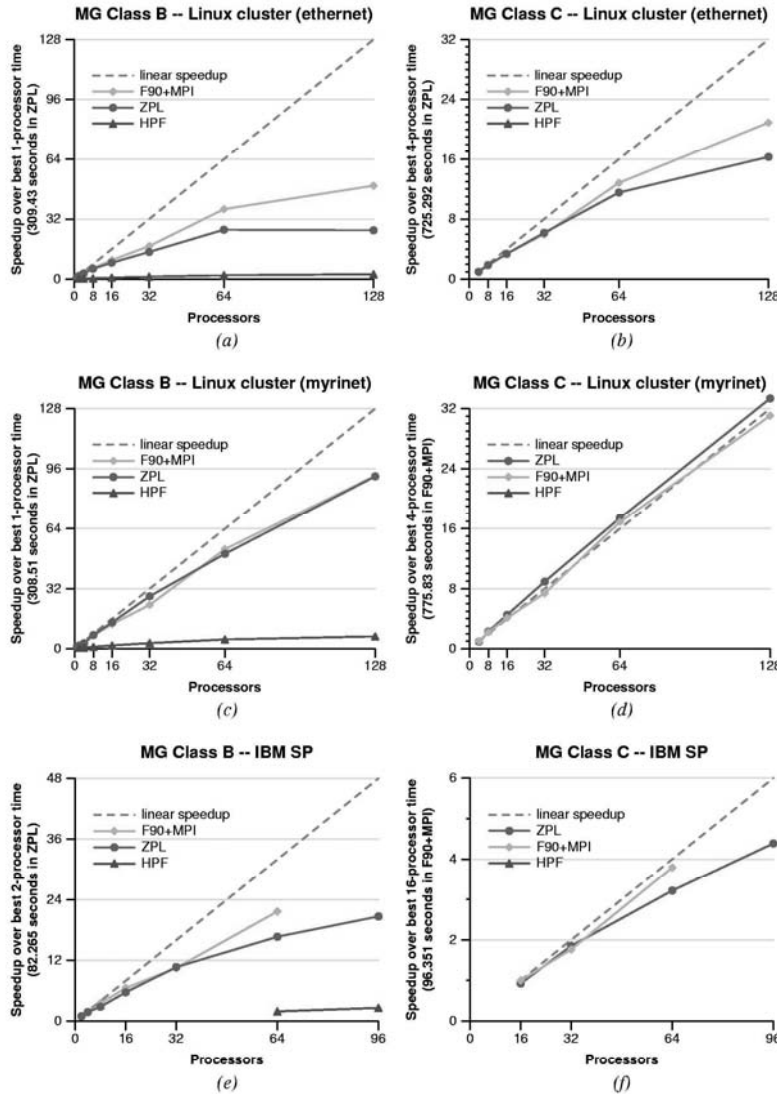 MG Class B -- Linux cluster (ethernet)
128
96
64
32
0
Speedup over best 1-processor time
(309.43 seconds in ZPL)
linear speedup
F90+MPI
ZPL
HPF
0 8 16 32 64 128
Processors
(a)
MG Class C -- Linux cluster (ethernet)
32
24
16
8
0
Speedup over best 4-processor time
(725.292 seconds in ZPL)
linear speedup
F90+MPI
ZPL
HPF
0 8 16 32 64 128
Processors
(b)
MG Class B -- Linux cluster (myrinet)
128
96
64
32
0
Speedup over best 1-processor time
(308.51 seconds in ZPL)
linear speedup
F90+MPI
ZPL
HPF
0 8 16 32 64 128
Processors
(c)
MG Class C -- Linux cluster (myrinet)
32
24
16
8
0
Speedup over best 4-processor time
(775.83 seconds in F90+MPI)
linear speedup
ZPL
F90+MPI
HPF
0 8 16 32 64 128
Processors
(d)
MG Class B -- IBM SP
48
36
24
12
0
Speedup over best 2-processor time
(82.265 seconds in ZPL)
linear speedup
F90+MPI
ZPL
HPF
0 16 32 64 96
Processors
(e)
MG Class C -- IBM SP
6
4
2
0
Speedup over best 16-processor time
(96.351 seconds in F90+MPI)
linear speedup
ZPL
F90+MPI
HPF
0 16 32 64 96
Processors
(f)